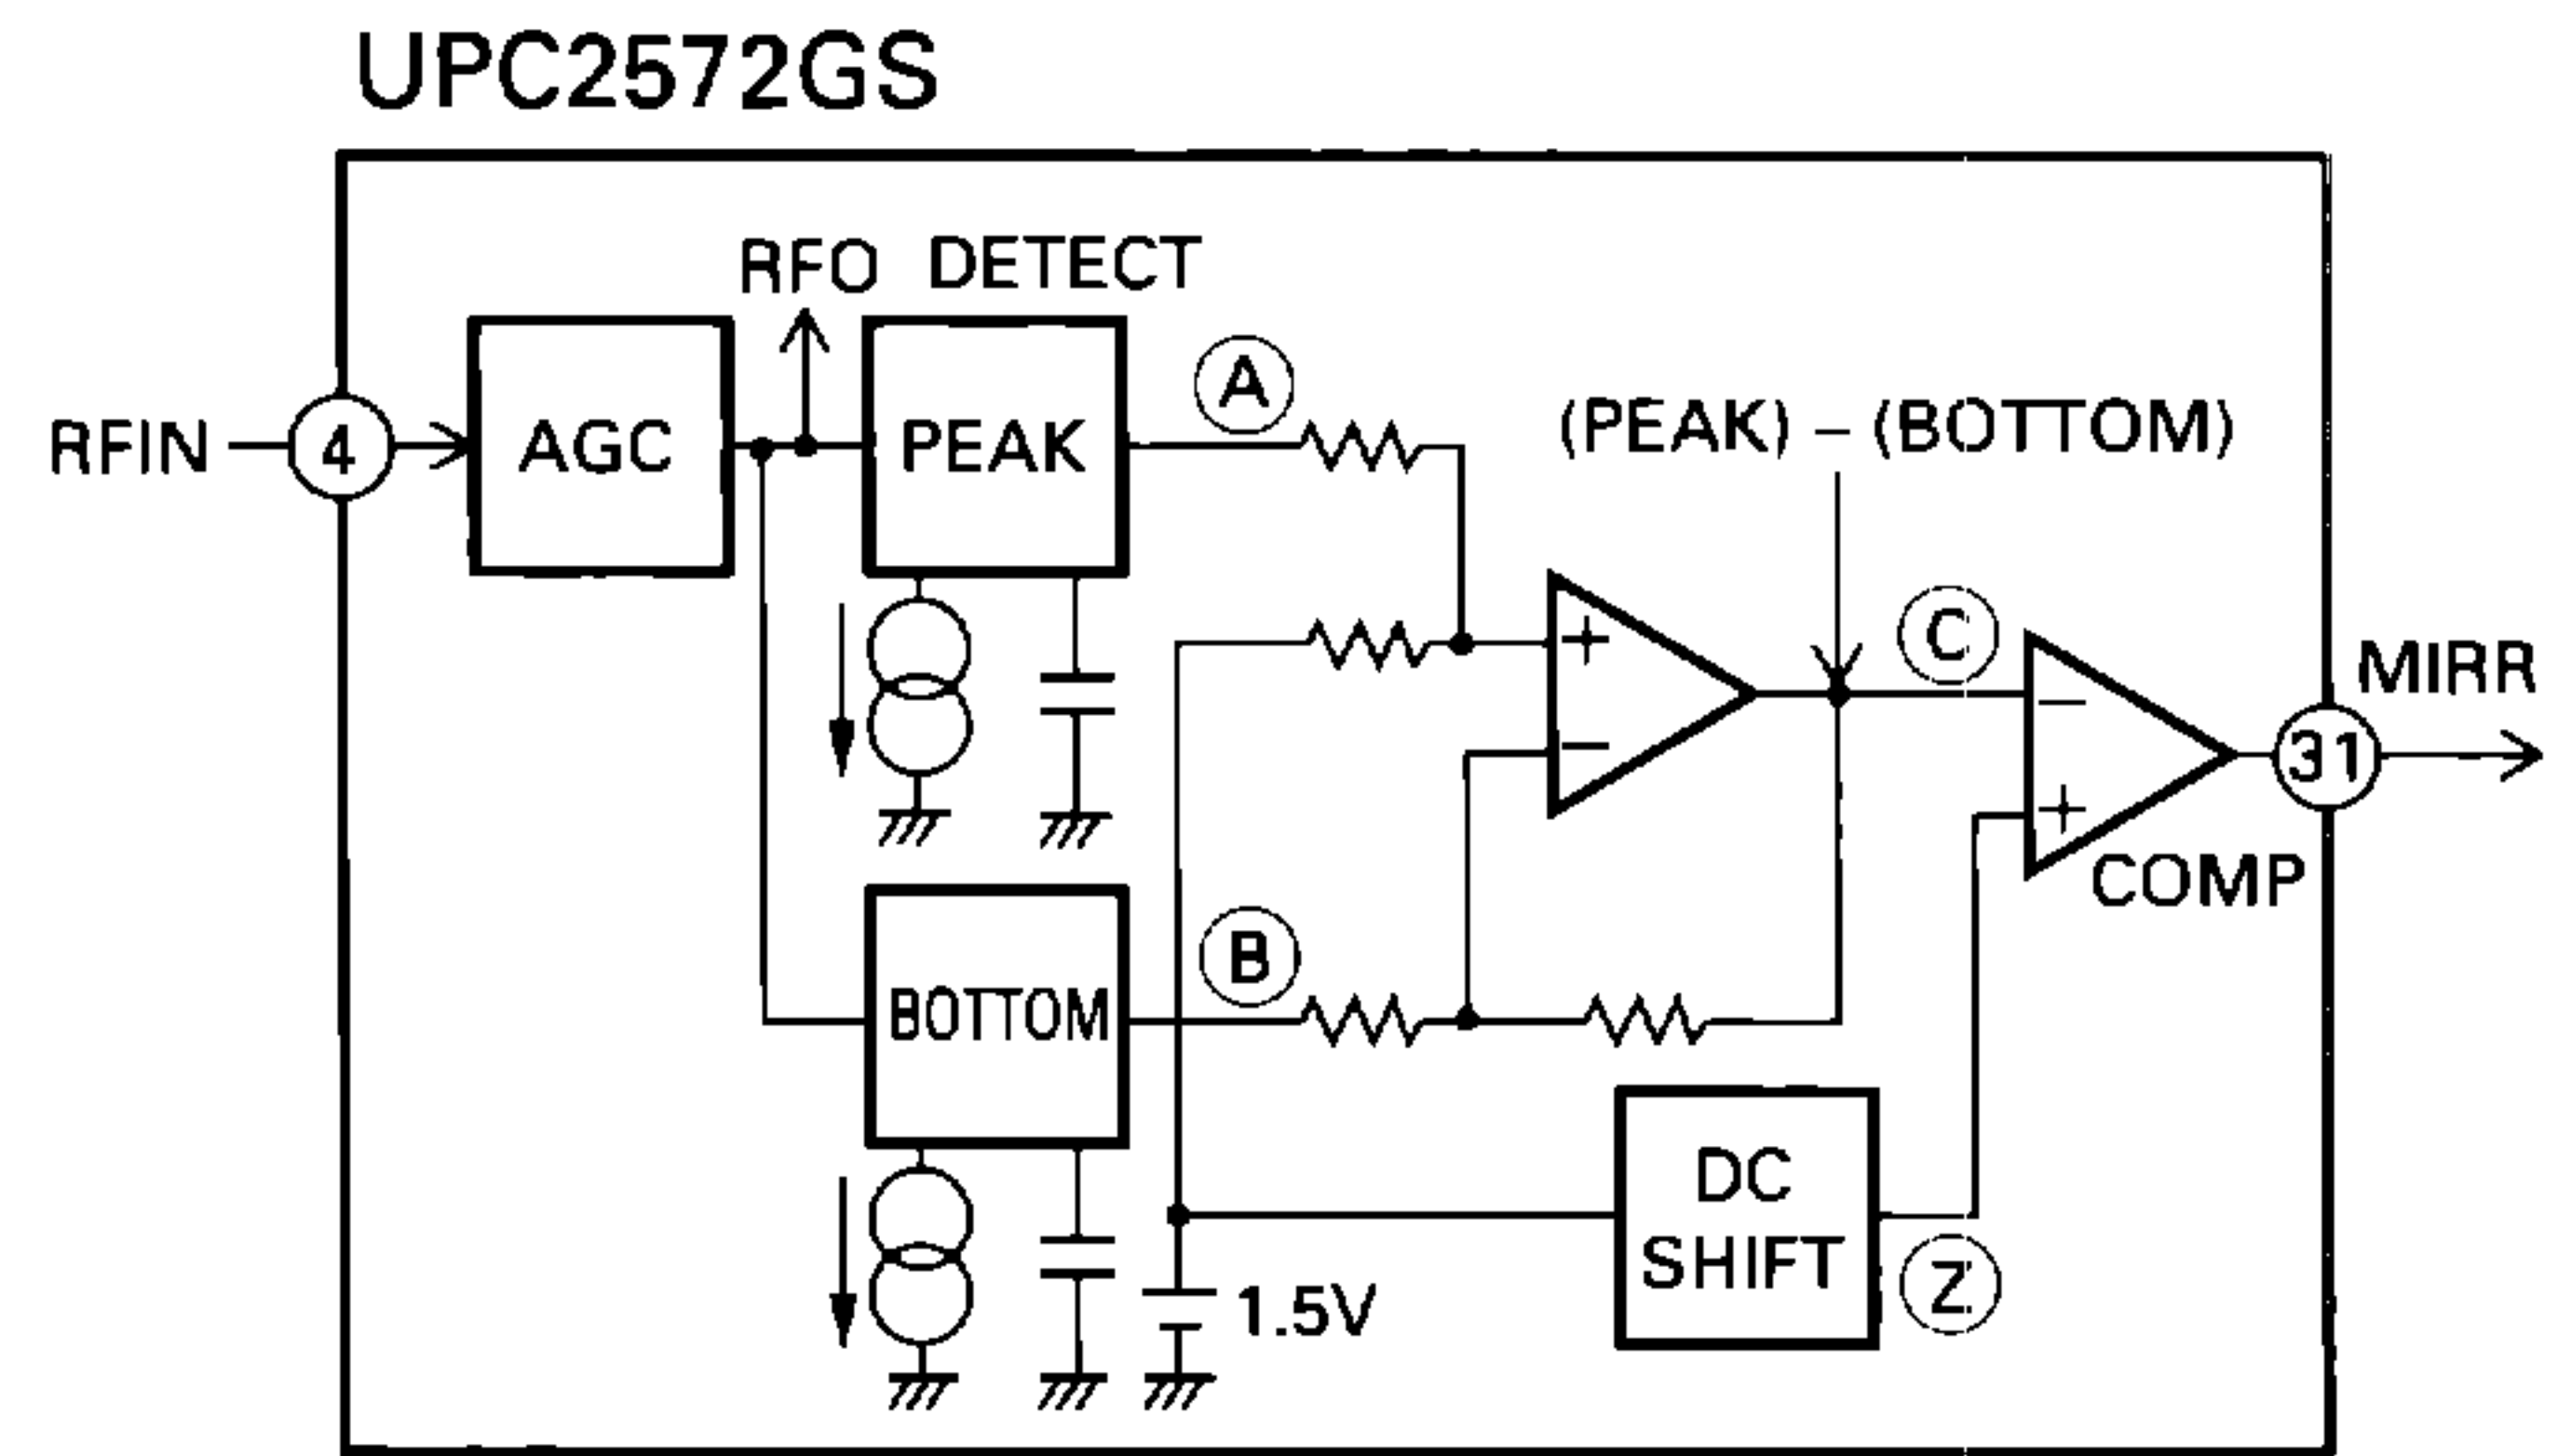 UPC2572GS
RFO DETECT
RFIN
4
AGC
PEAK
A
(PEAK) – (BOTTOM)
+
–
C
–
+
COMP
31
MIRR
BOTTOM
B
DC
SHIFT
Z
1.5V